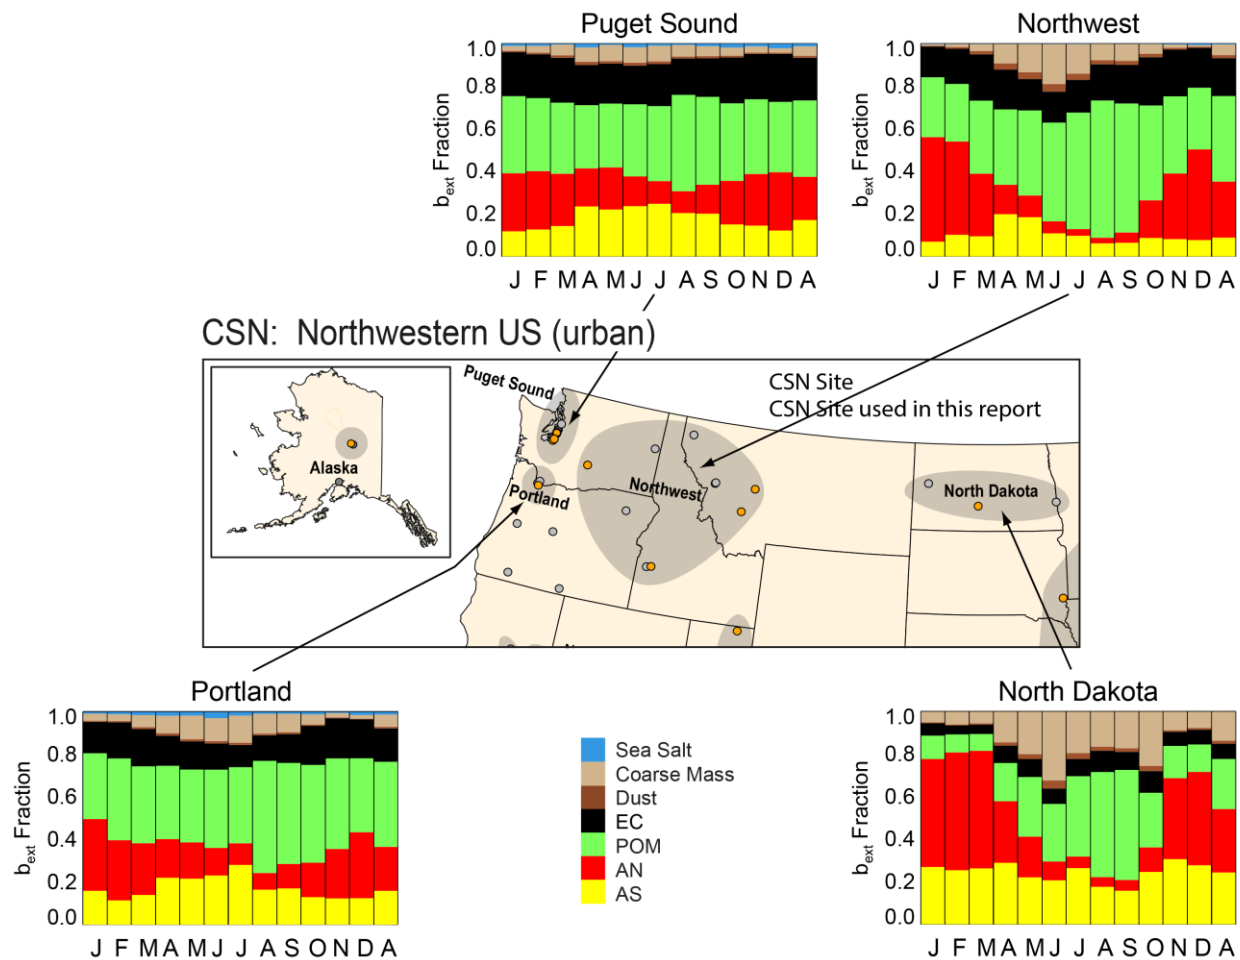 Puget Sound
Northwest
1.0
0.8
0.6
0.4
0.2
0.0
bext Fraction
J F M A M J J A S O N D A
1.0
0.8
0.6
0.4
0.2
0.0
bext Fraction
J F M A M J J A S O N D A
CSN: Northwestern US (urban)
Puget Sound
CSN Site
CSN Site used in this report
Alaska
Portland
Northwest
North Dakota
Portland
North Dakota
1.0
0.8
0.6
0.4
0.2
0.0
bext Fraction
J F M A M J J A S O N D A
Sea Salt
Coarse Mass
Dust
EC
POM
AN
AS
1.0
0.8
0.6
0.4
0.2
0.0
bext Fraction
J F M A M J J A S O N D A